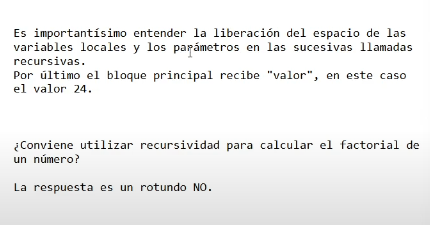 Es importantísimo entender la liberación del espacio de las
variables locales y los parámetros en las sucesivas llamadas
recursivas.
Por último el bloque principal recibe "valor", en este caso
el valor 24.
¿Conviene utilizar recursividad para calcular el factorial de
un número?
La respuesta es un rotundo NO.